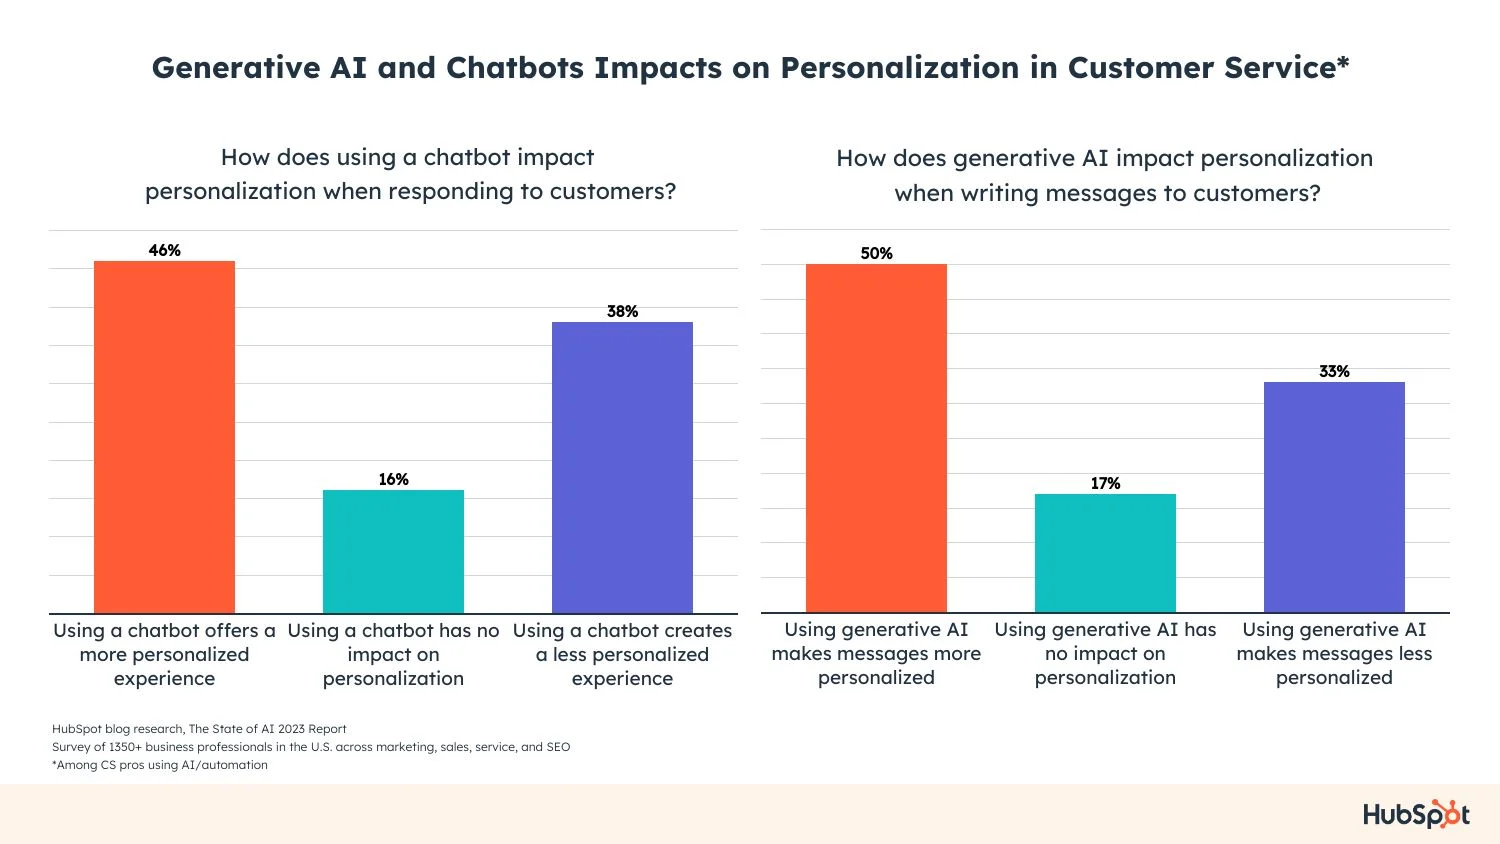 Generative AI and Chatbots Impacts on Personalization in Customer Service*
How does using a chatbot impact
personalization when responding to customers?
46%
16%
38%
Using a chatbot offers a
more personalized
experience
Using a chatbot has no
impact on
personalization
Using a chatbot creates
a less personalized
experience
How does generative AI impact personalization
when writing messages to customers?
50%
17%
33%
Using generative AI
makes messages more
personalized
Using generative AI has
no impact on
personalization
Using generative AI
makes messages less
personalized
HubSpot blog research, The State of AI 2023 Report
Survey of 1350+ business professionals in the U.S. across marketing, sales, service, and SEO
*Among CS pros using AI/automation
HubSpot